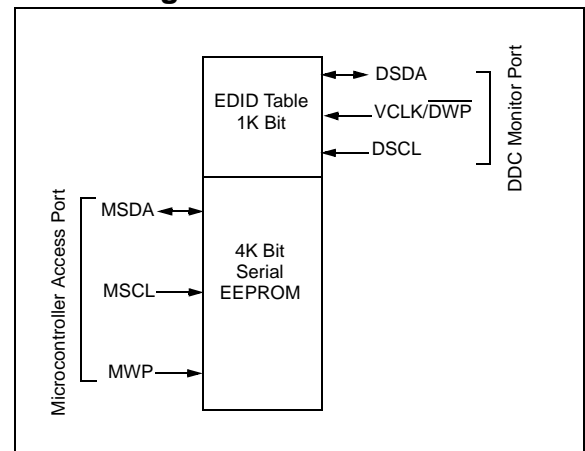 EDID Table
1K Bit
DSDA
VCLK/DWP
DSCL
DDC Monitor Port
Microcontroller Access Port
MSDA
MSCL
MWP
4K Bit
Serial
EEPROM